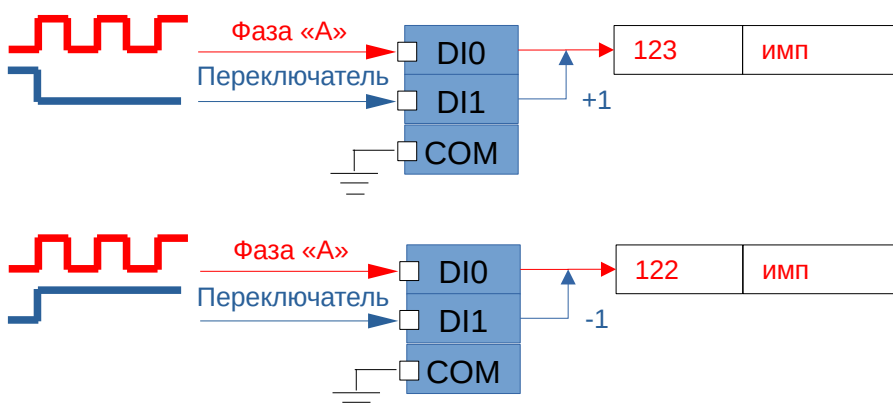 Фаза «А» DI0 123 имп
Переключатель DI1 +1
COM
Фаза «А» DI0 122 имп
Переключатель DI1 -1
COM